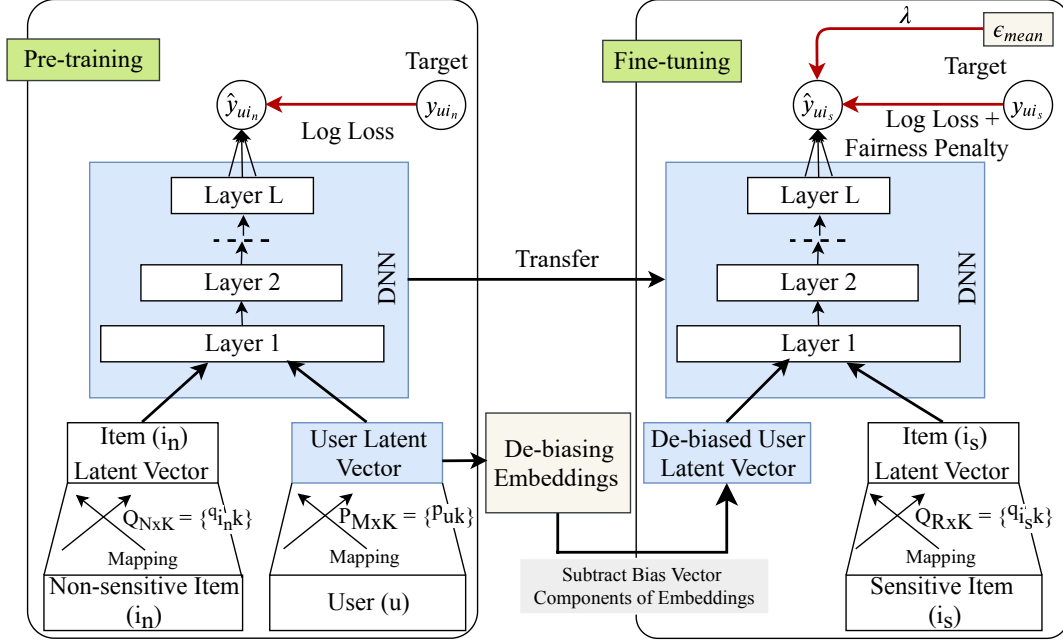 Pre-training
Target
ŷ_{ui_n}
y_{ui_n}
Log Loss
Layer L
Layer 2
Layer 1
DNN
Item (i_n)
Latent Vector
User Latent
Vector
Q_{NxK} = {q_{i_nk}}
Mapping
P_{MxK} = {p_{uk}}
Mapping
Non-sensitive Item
(i_n)
User (u)
Transfer
De-biasing
Embeddings
Subtract Bias Vector
Components of Embeddings
Fine-tuning
λ
ϵ_{mean}
Target
ŷ_{ui_s}
y_{ui_s}
Log Loss +
Fairness Penalty
Layer L
Layer 2
Layer 1
DNN
De-biased User
Latent Vector
Item (i_s)
Latent Vector
Q_{RxK} = {q_{i_sk}}
Mapping
Sensitive Item
(i_s)